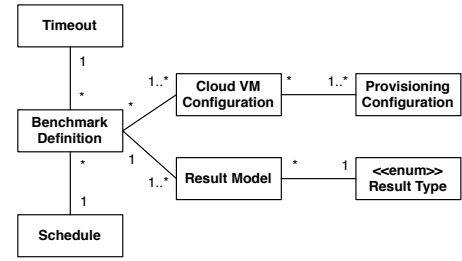 Timeout
1
*
1..*
Cloud VM
Configuration
*
1..*
Provisioning
Configuration
*
Benchmark
Definition
*
1
1..*
Result Model
*
1
<<enum>>
Result Type
1
Schedule